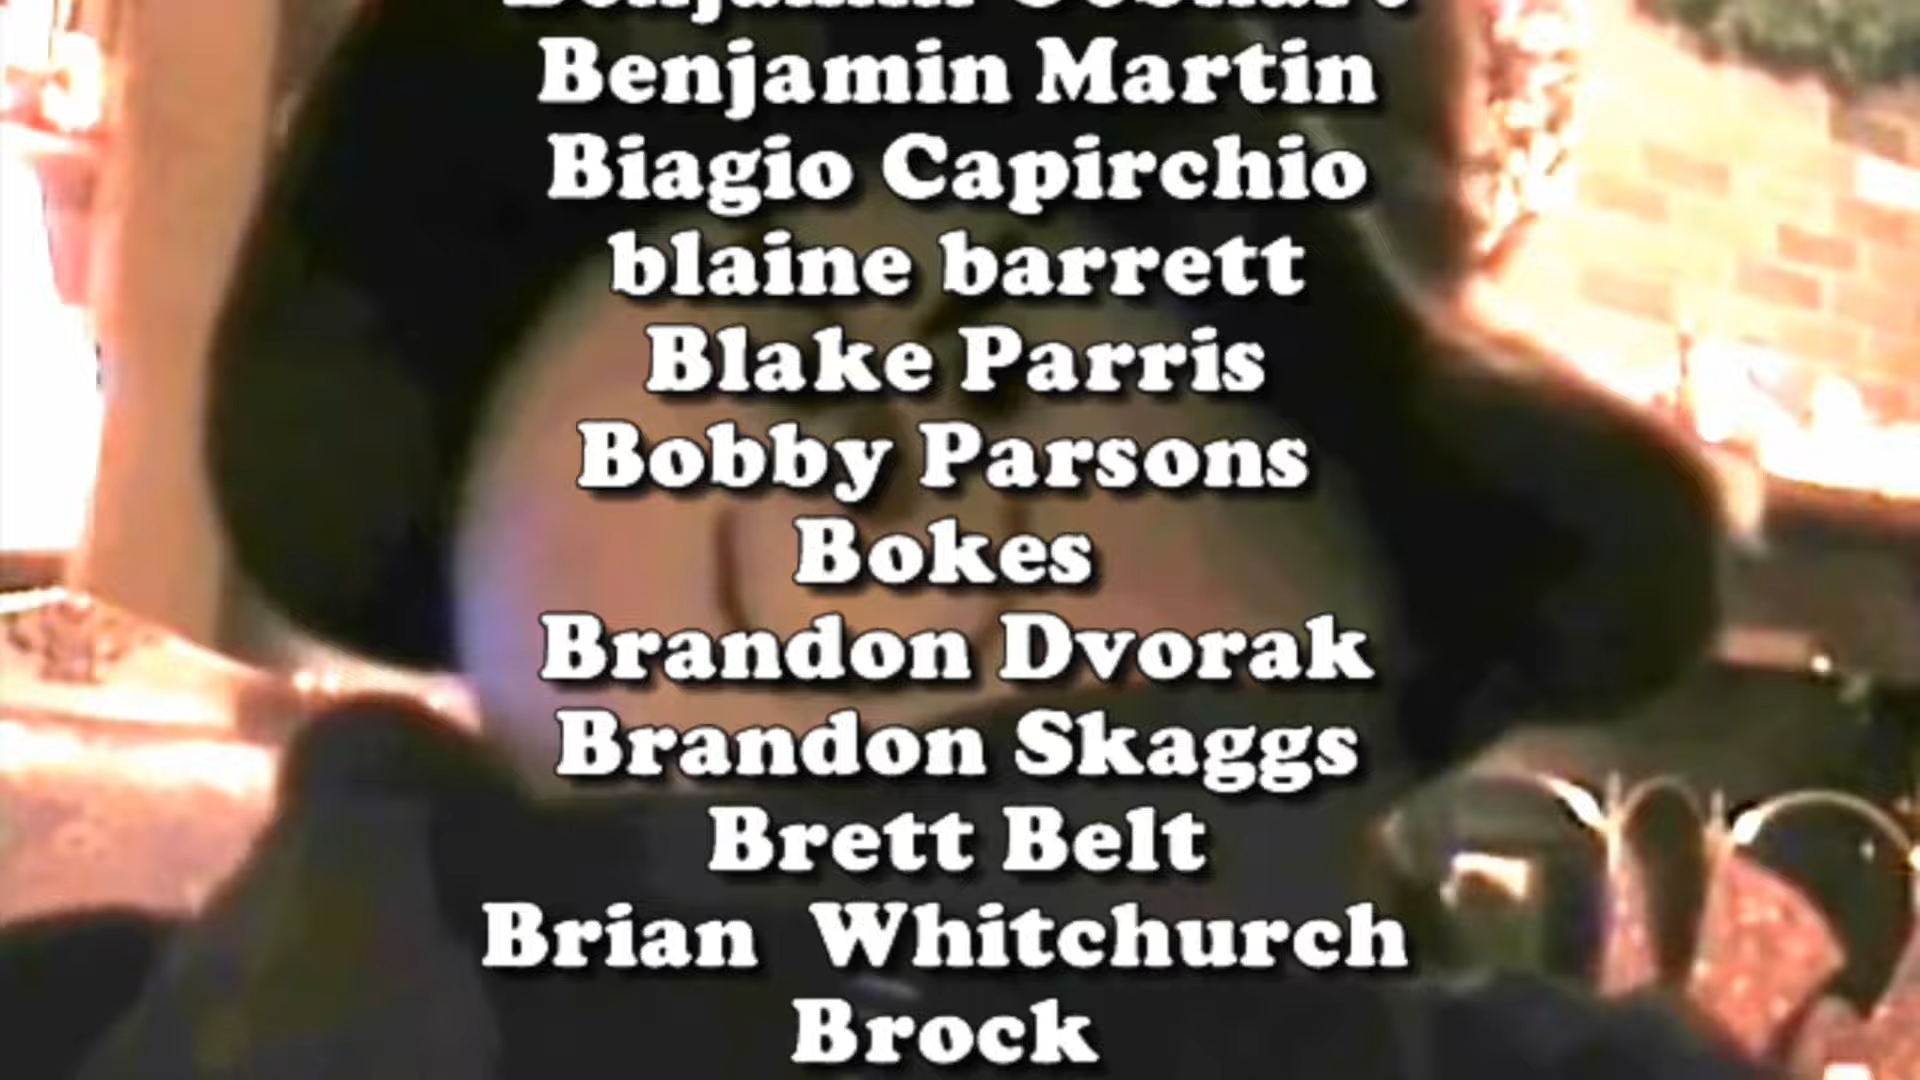 Benjamin
Benjamin Martin
Biagio Capirchio
blaine barrett
Blake Parris
Bobby Parsons
Bokes
Brandon Dvorak
Brandon Skaggs
Brett Belt
Brian  Whitchurch
Brock